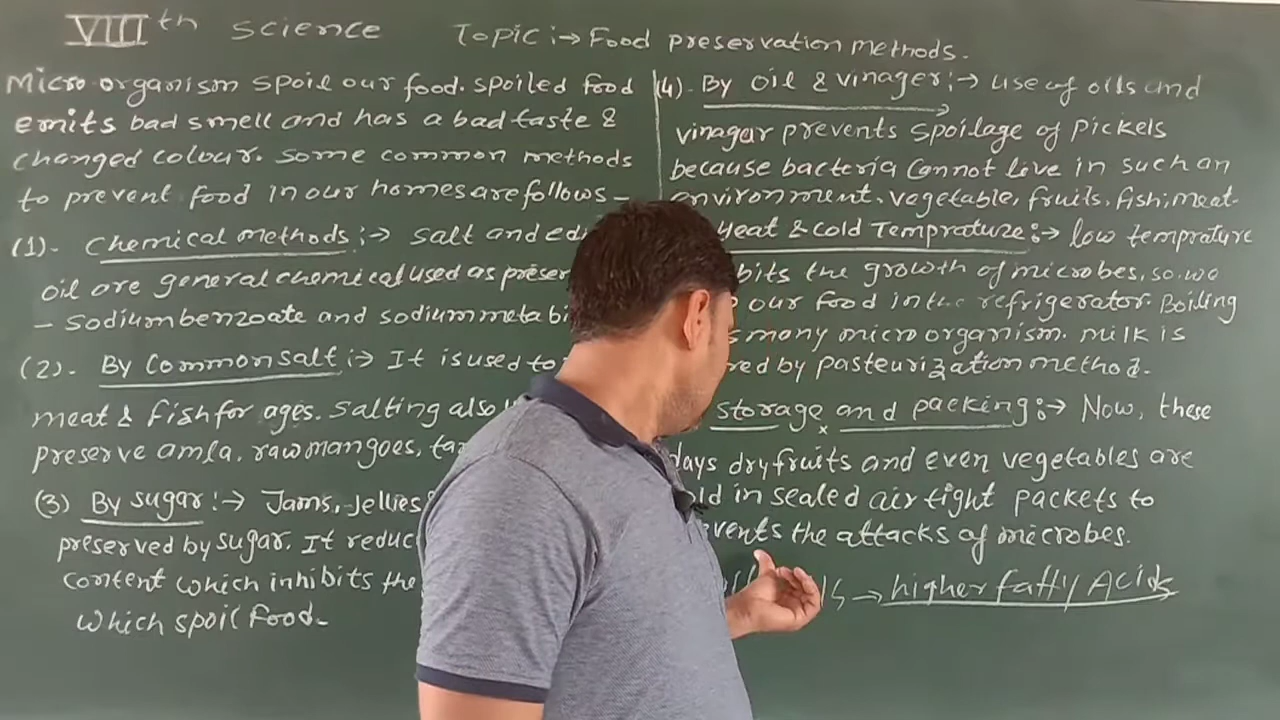 VIIIth Science Topic :→ Food preservation methods.
Micro organism spoil our food. spoiled food
emits bad smell and has a bad taste &
changed colour. Some common methods
to prevent food in our homes are follows –
(1)- Chemical methods :→ salt and edi
oil are general chemical used as preser
– sodium benzoate and sodium metabi
(2)- By Common salt :→ It is used to
meat & fish for ages. Salting also
preserve amla, raw mangoes, ta
(3) By sugar :→ Jams, Jellies
preserved by sugar. It reduc
content which inhibits the
which spoil food.
(4)- By oil & vinager :→ use of oils and
vinagar prevents spoilage of Pickels
because bacteria cannot live in such an
environment. vegetable, fruits, fish, meat.
Heat & cold Temprature :→ low temprature
bits the growth of microbes, so we
our food in the refrigerator. Boiling
s many micro organism. Milk is
red by pasteurization method.
storage and packing :→ Now, these
days dry fruits and even vegetables are
ld in sealed air tight packets to
events the attacks of microbes.
→ higher fatty Acids